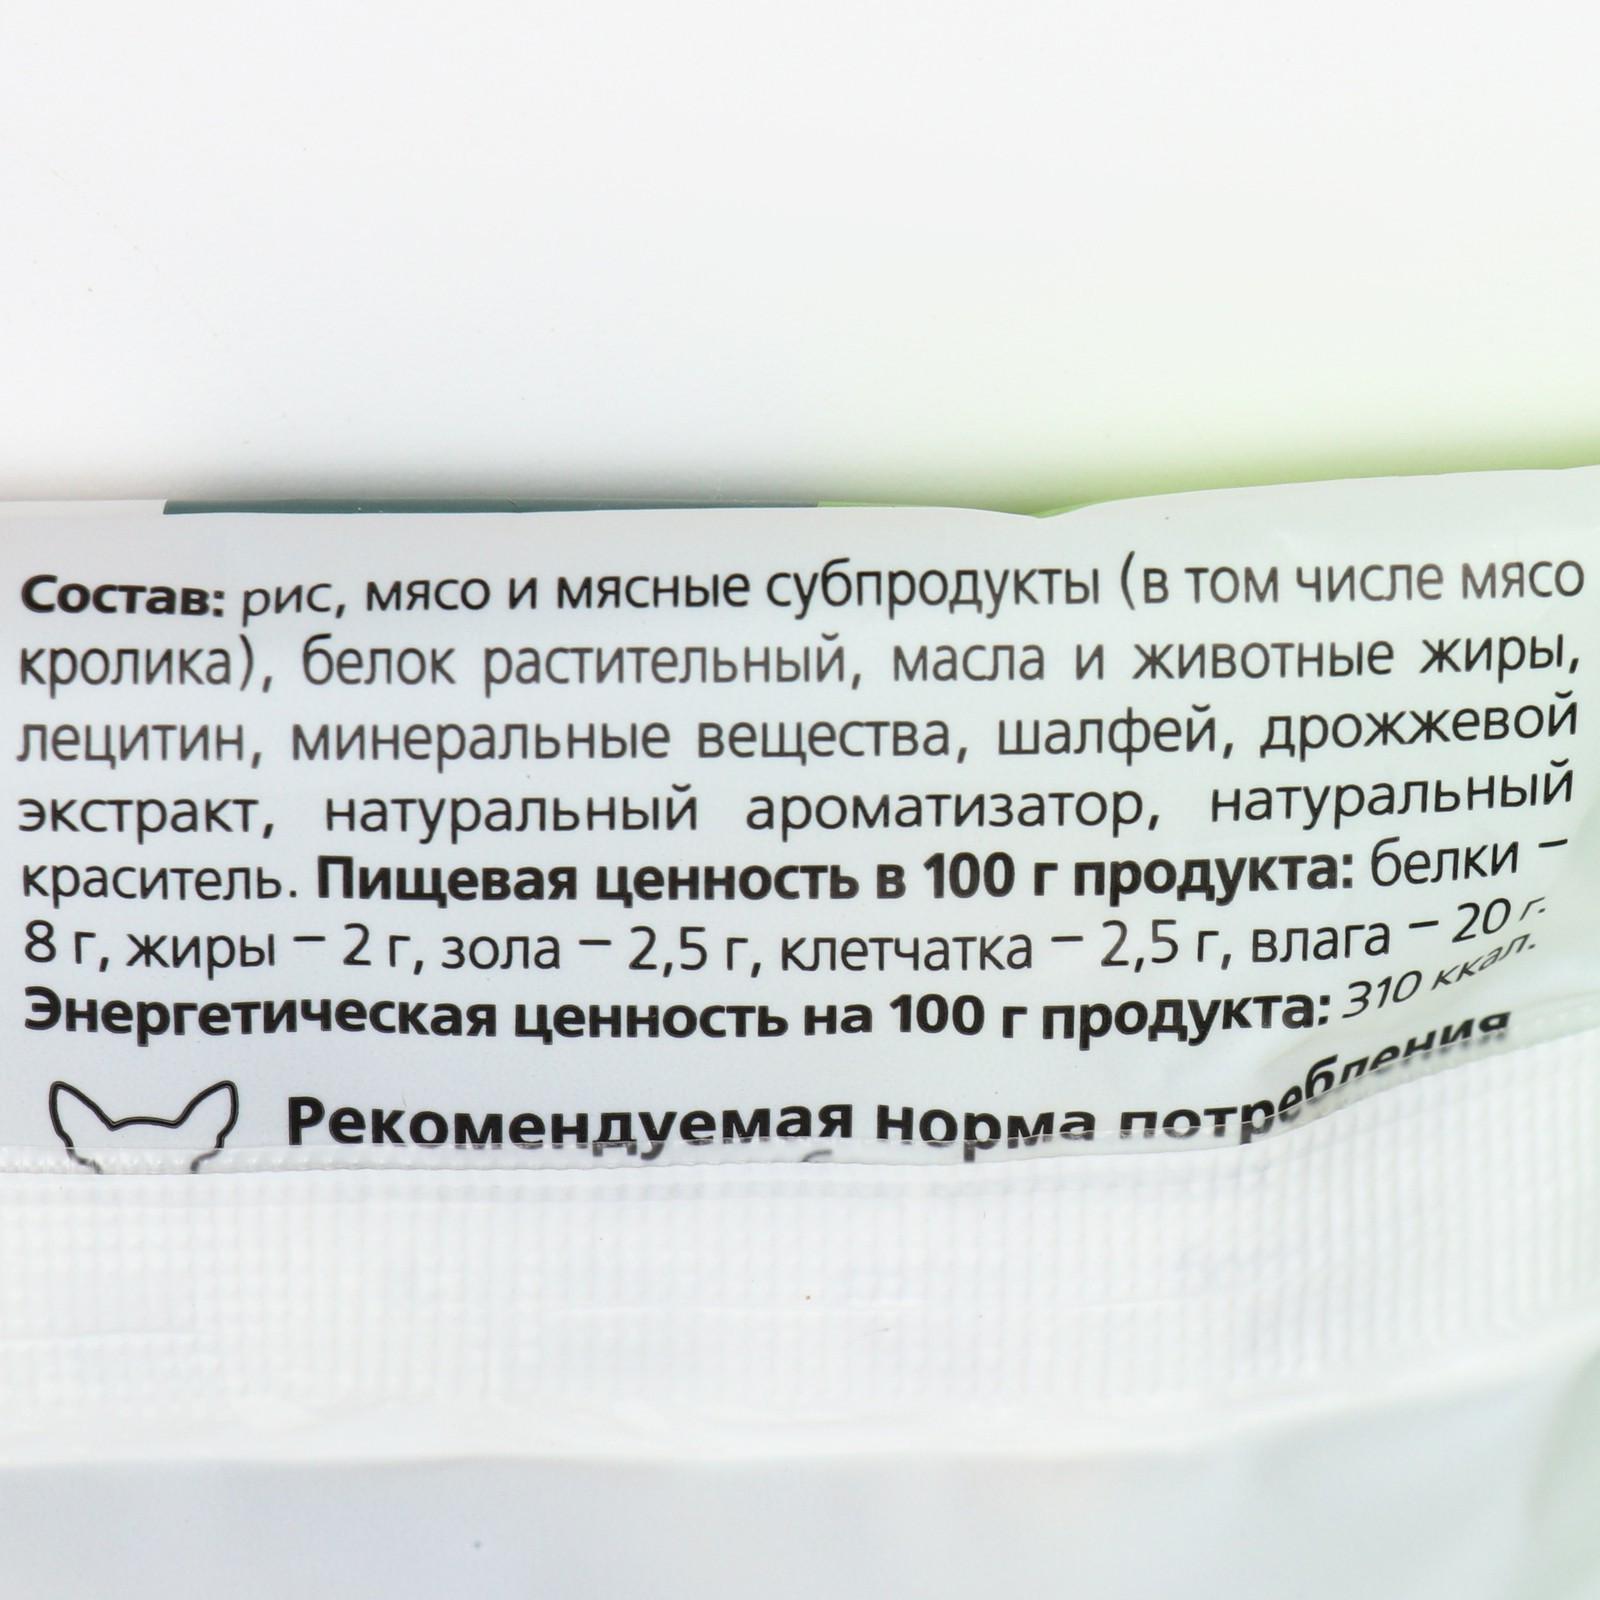 Состав: рис, мясо и мясные субпродукты (в том числе мясо
кролика), белок растительный, масла и животные жиры,
лецитин, минеральные вещества, шалфей, дрожжевой
экстракт, натуральный ароматизатор, натуральный
краситель. Пищевая ценность в 100 г продукта: белки –
8 г, жиры – 2 г, зола – 2,5 г, клетчатка – 2,5 г, влага – 20 г.
Энергетическая ценность на 100 г продукта: 310 ккал.
Рекомендуемая норма потребления